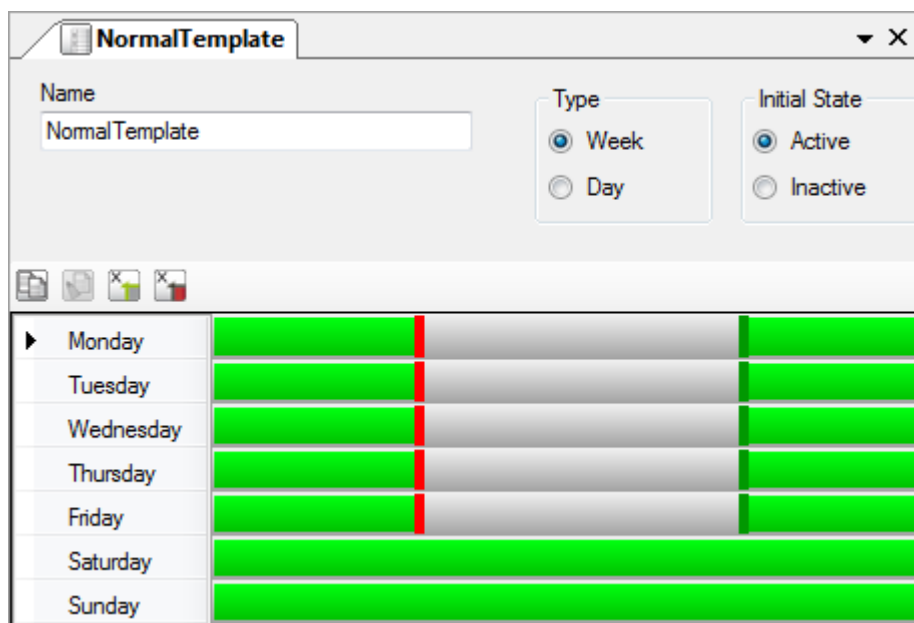 NormalTemplate
Name
NormalTemplate
Type
Week
Day
Initial State
Active
Inactive
Monday
Tuesday
Wednesday
Thursday
Friday
Saturday
Sunday